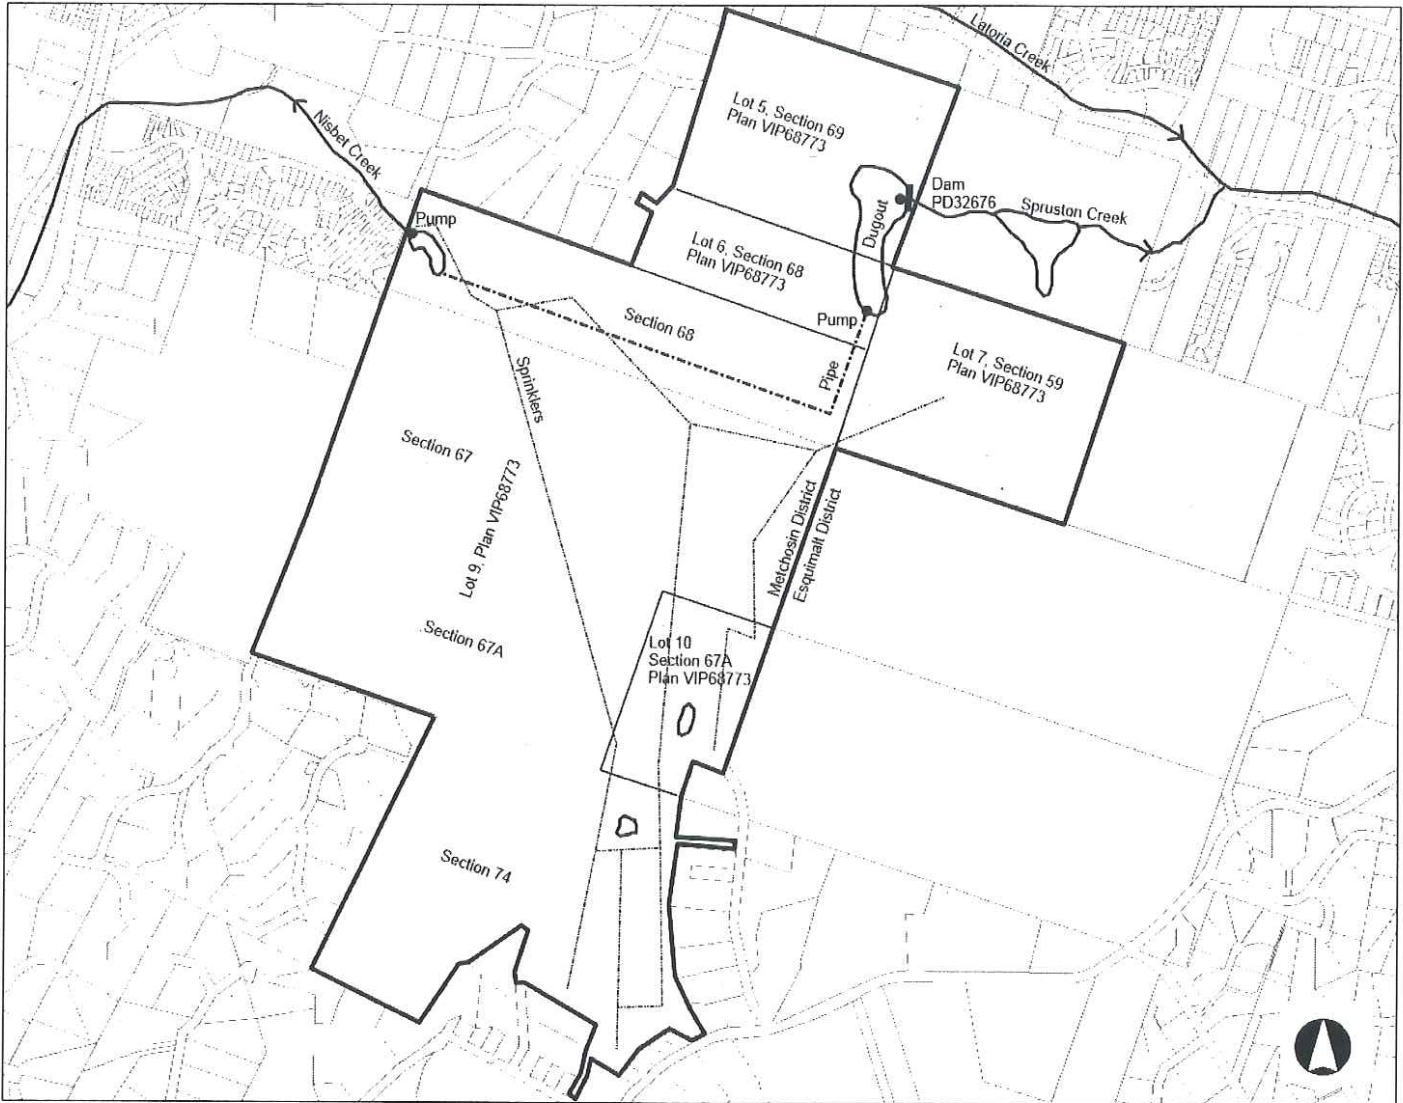 Latoria Creek
Nisbet Creek
Lot 5, Section 69
Plan VIP68773
Dam
PD32676
Spruston Creek
Dugout
Pump
Lot 6, Section 68
Plan VIP68773
Pump
Section 68
Pipe
Lot 7, Section 59
Plan VIP68773
Sprinklers
Section 67
Lot 9, Plan VIP68773
Metchosin District
Esquimalt District
Section 67A
Lot 10
Section 67A
Plan VIP68773
Section 74